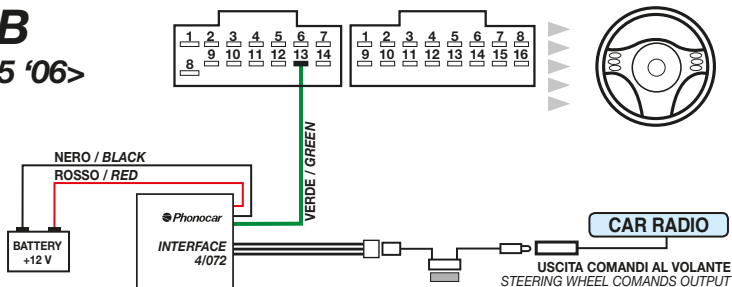 B
5 ‘06>
1 2 3 4 5 6 7
8 9 10 11 12 13 14
1 2 3 4 5 6 7 8
9 10 11 12 13 14 15 16
NERO / BLACK
ROSSO / RED
VERDE / GREEN
BATTERY
+12 V
Phonocar
INTERFACE
4/072
CAR RADIO
USCITA COMANDI AL VOLANTE
STEERING WHEEL COMANDS OUTPUT